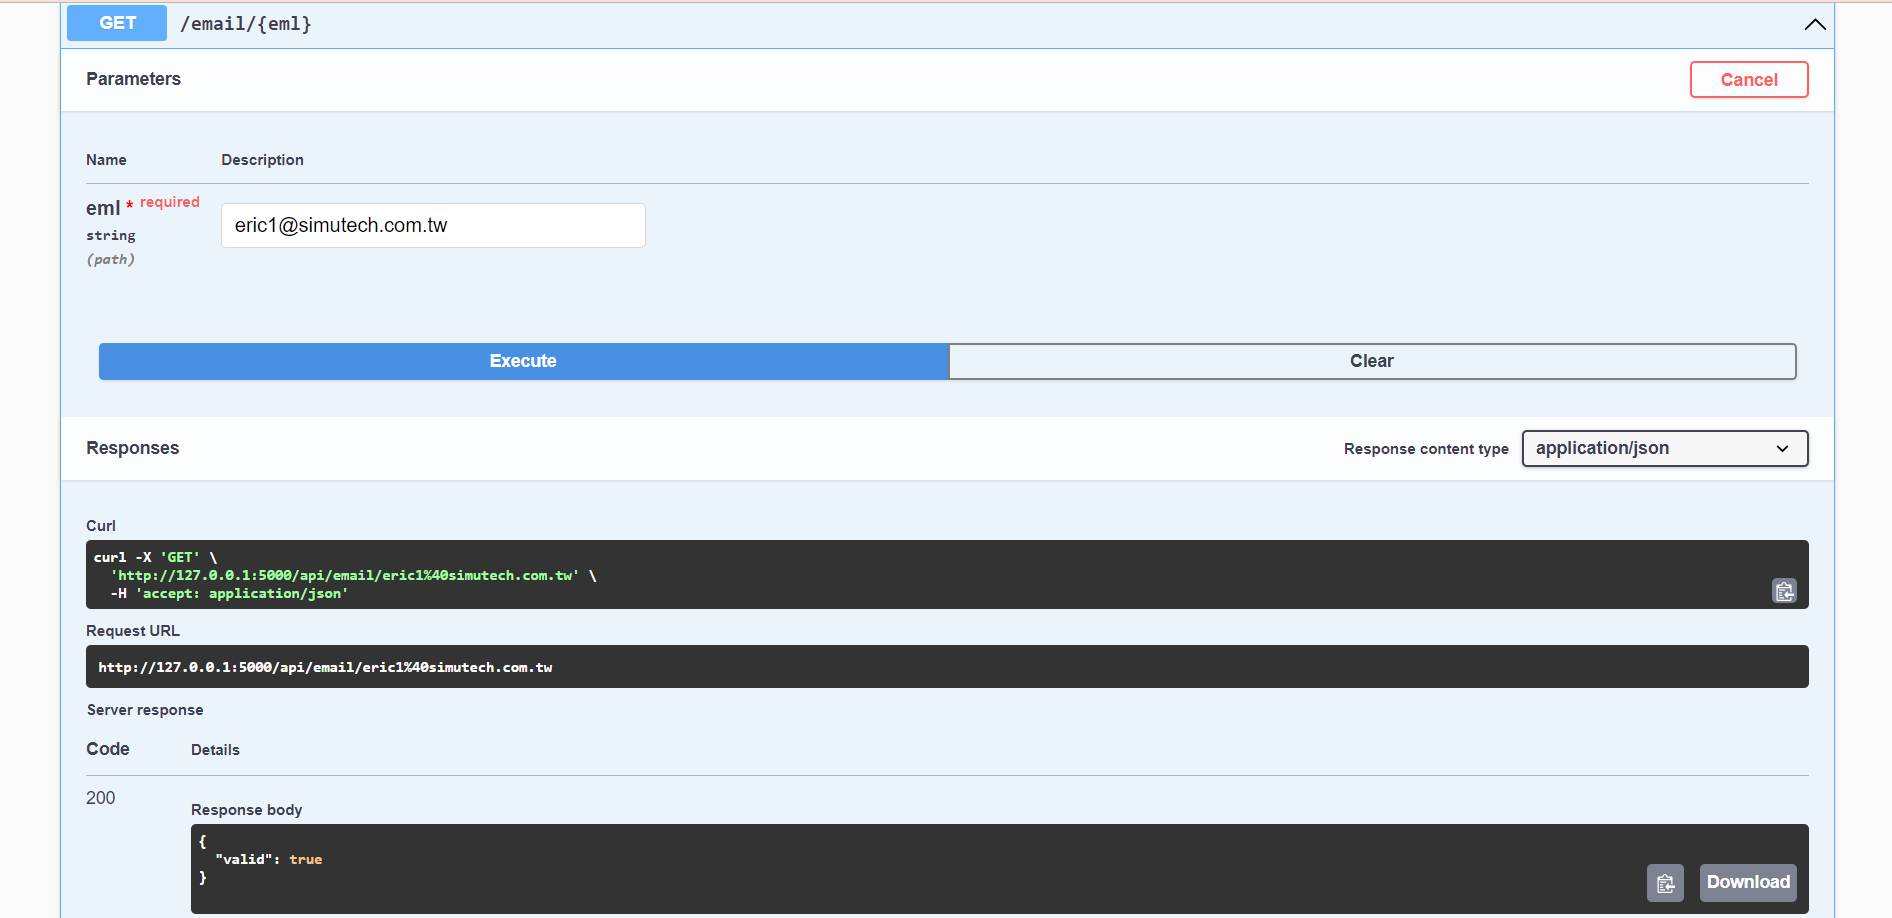 GET /email/{eml}
Parameters
Cancel
Name Description
eml * required
string
(path)
eric1@simutech.com.tw
Execute Clear
Responses
Response content type application/json
Curl
curl -X 'GET' \
'http://127.0.0.1:5000/api/email/eric1%40simutech.com.tw' \
-H 'accept: application/json'
Request URL
http://127.0.0.1:5000/api/email/eric1%40simutech.com.tw
Server response
Code Details
200
Response body
{
"valid": true
}
Download